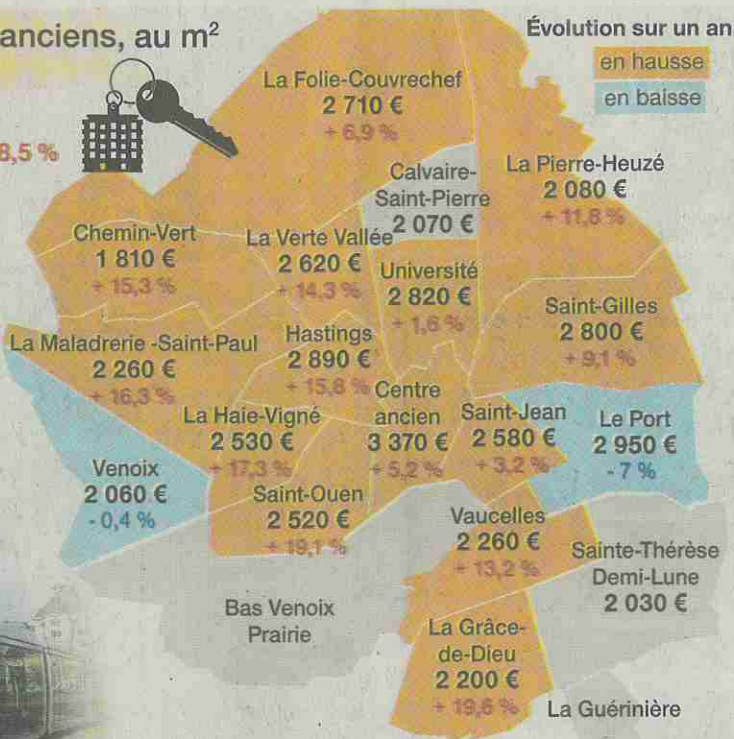 anciens, au m²
8,5 %
Évolution sur un an
en hausse
en baisse
La Folie-Couvrechef
2 710 €
+ 6,9 %
Calvaire-
Saint-Pierre
2 070 €
La Pierre-Heuzé
2 080 €
+ 11,8 %
Chemin-Vert
1 810 €
+ 15,3 %
La Verte Vallée
2 620 €
+ 14,3 %
Université
2 820 €
+ 1,6 %
Saint-Gilles
2 800 €
+ 9,1 %
La Maladrerie -Saint-Paul
2 260 €
+ 16,3 %
Hastings
2 890 €
+ 15,8 %
Centre
ancien
3 370 €
+ 5,2 %
Saint-Jean
2 580 €
+ 3,2 %
Le Port
2 950 €
- 7 %
La Haie-Vigné
2 530 €
+ 17,3 %
Venoix
2 060 €
- 0,4 %
Saint-Ouen
2 520 €
+ 19,1 %
Vaucelles
2 260 €
+ 13,2 %
Sainte-Thérèse
Demi-Lune
2 030 €
Bas Venoix
Prairie
La Grâce-
de-Dieu
2 200 €
+ 19,6 %
La Guérinière